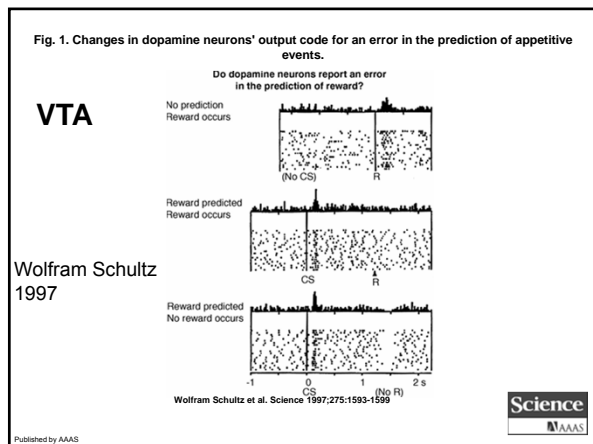 Fig. 1. Changes in dopamine neurons' output code for an error in the prediction of appetitive
events.
Do dopamine neurons report an error
in the prediction of reward?
VTA
No prediction
Reward occurs
(No CS)
R
Reward predicted
Reward occurs
CS
R
Wolfram Schultz
1997
Reward predicted
No reward occurs
-1 0 1 2 s
CS (No R)
Wolfram Schultz et al. Science 1997;275:1593-1599
Science
AAAS
Published by AAAS